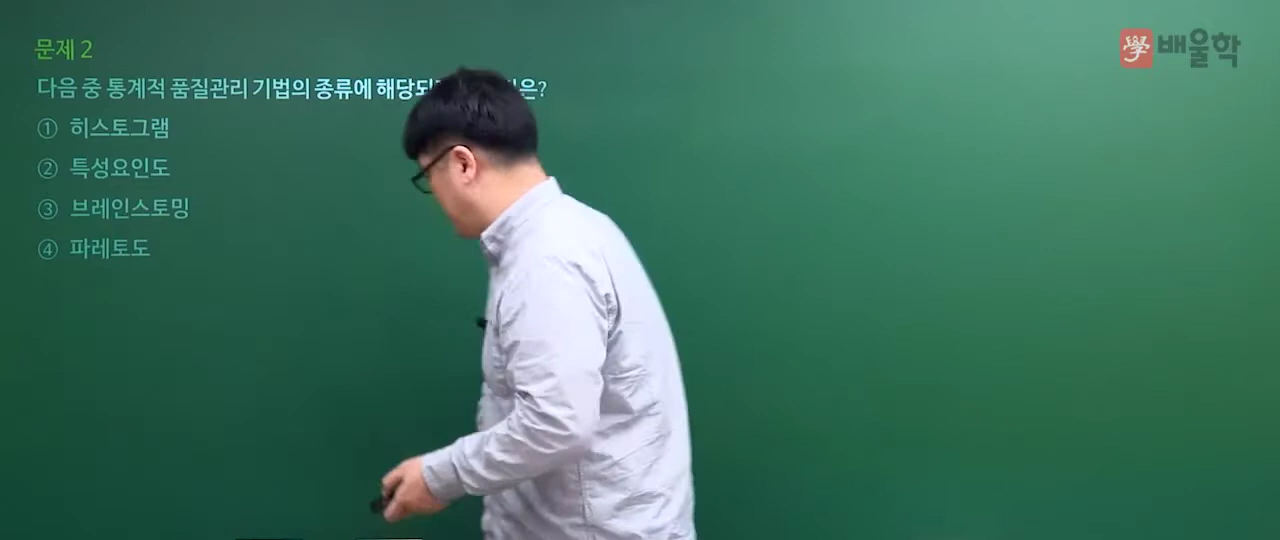 學 배울학
문제 2
다음 중 통계적 품질관리 기법의 종류에 해당되 은?
① 히스토그램
② 특성요인도
③ 브레인스토밍
④ 파레토도